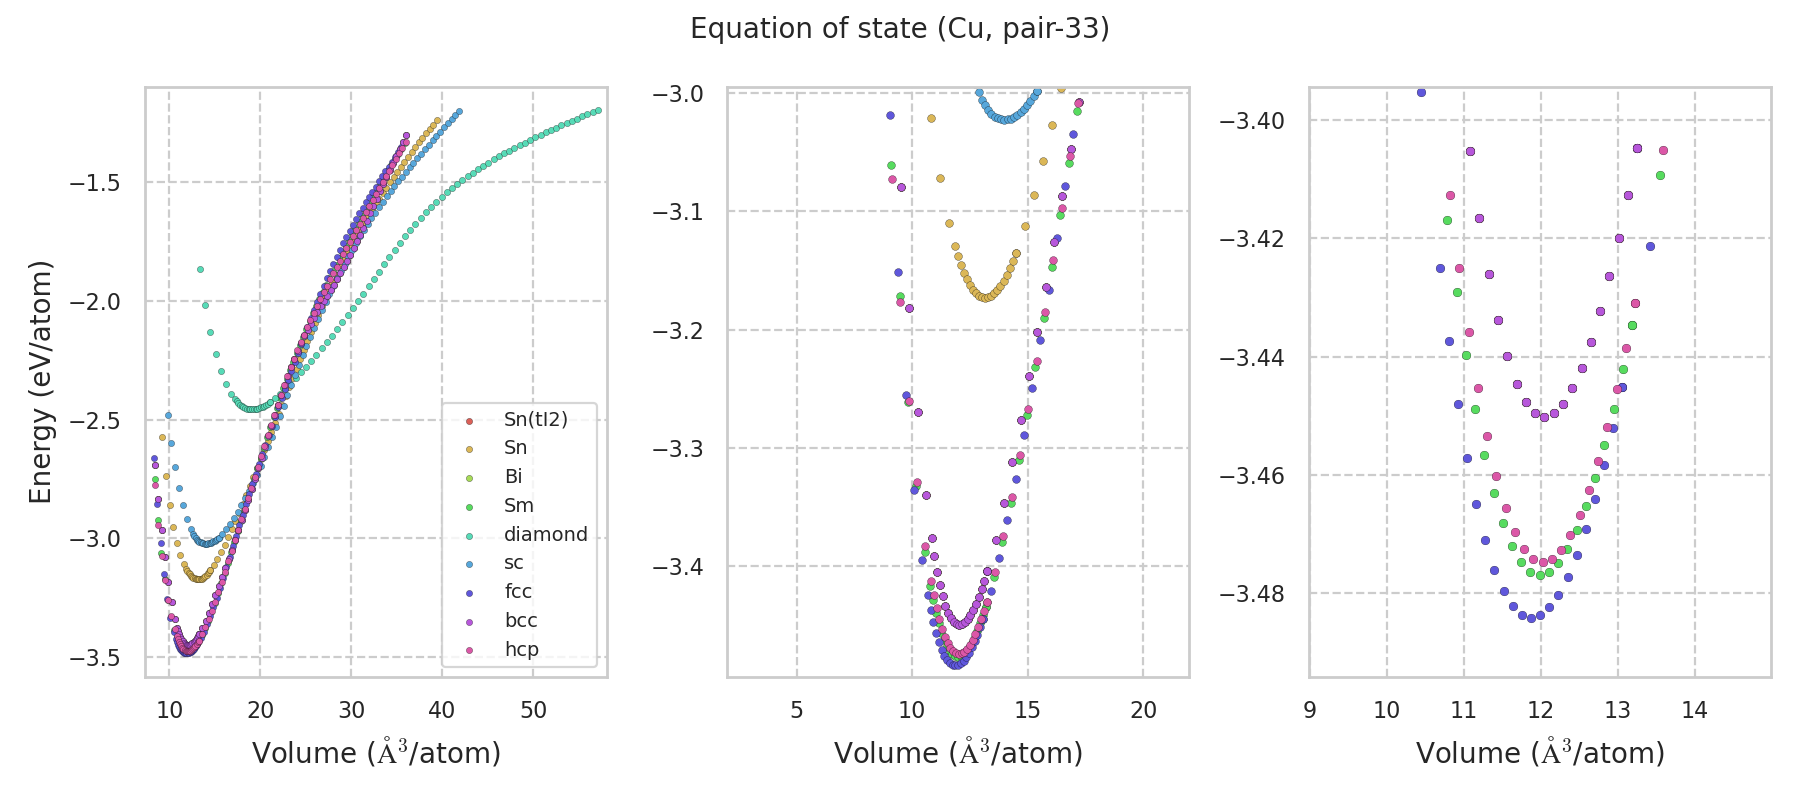 Equation of state (Cu, pair-33)
Energy (eV/atom)
−1.5
−2.0
−2.5
−3.0
−3.5
10 20 30 40 50
Volume (Å³/atom)
Sn(tI2)
Sn
Bi
Sm
diamond
sc
fcc
bcc
hcp
−3.0
−3.1
−3.2
−3.3
−3.4
5 10 15 20
Volume (Å³/atom)
−3.40
−3.42
−3.44
−3.46
−3.48
9 10 11 12 13 14
Volume (Å³/atom)